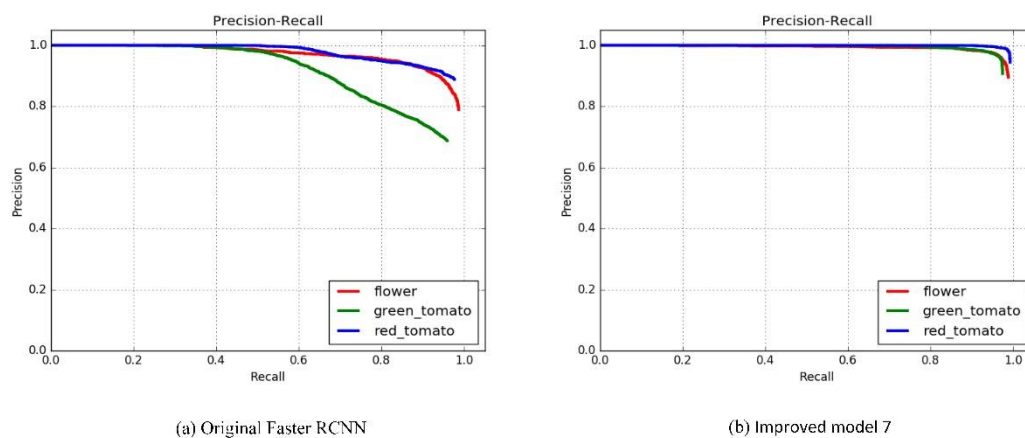 Precision-Recall
1.0
0.8
0.6
0.4
0.2
0.0
Precision
0.0 0.2 0.4 0.6 0.8 1.0
Recall
flower
green_tomato
red_tomato
(a) Original Faster RCNN
Precision-Recall
1.0
0.8
0.6
0.4
0.2
0.0
Precision
0.0 0.2 0.4 0.6 0.8 1.0
Recall
flower
green_tomato
red_tomato
(b) Improved model 7